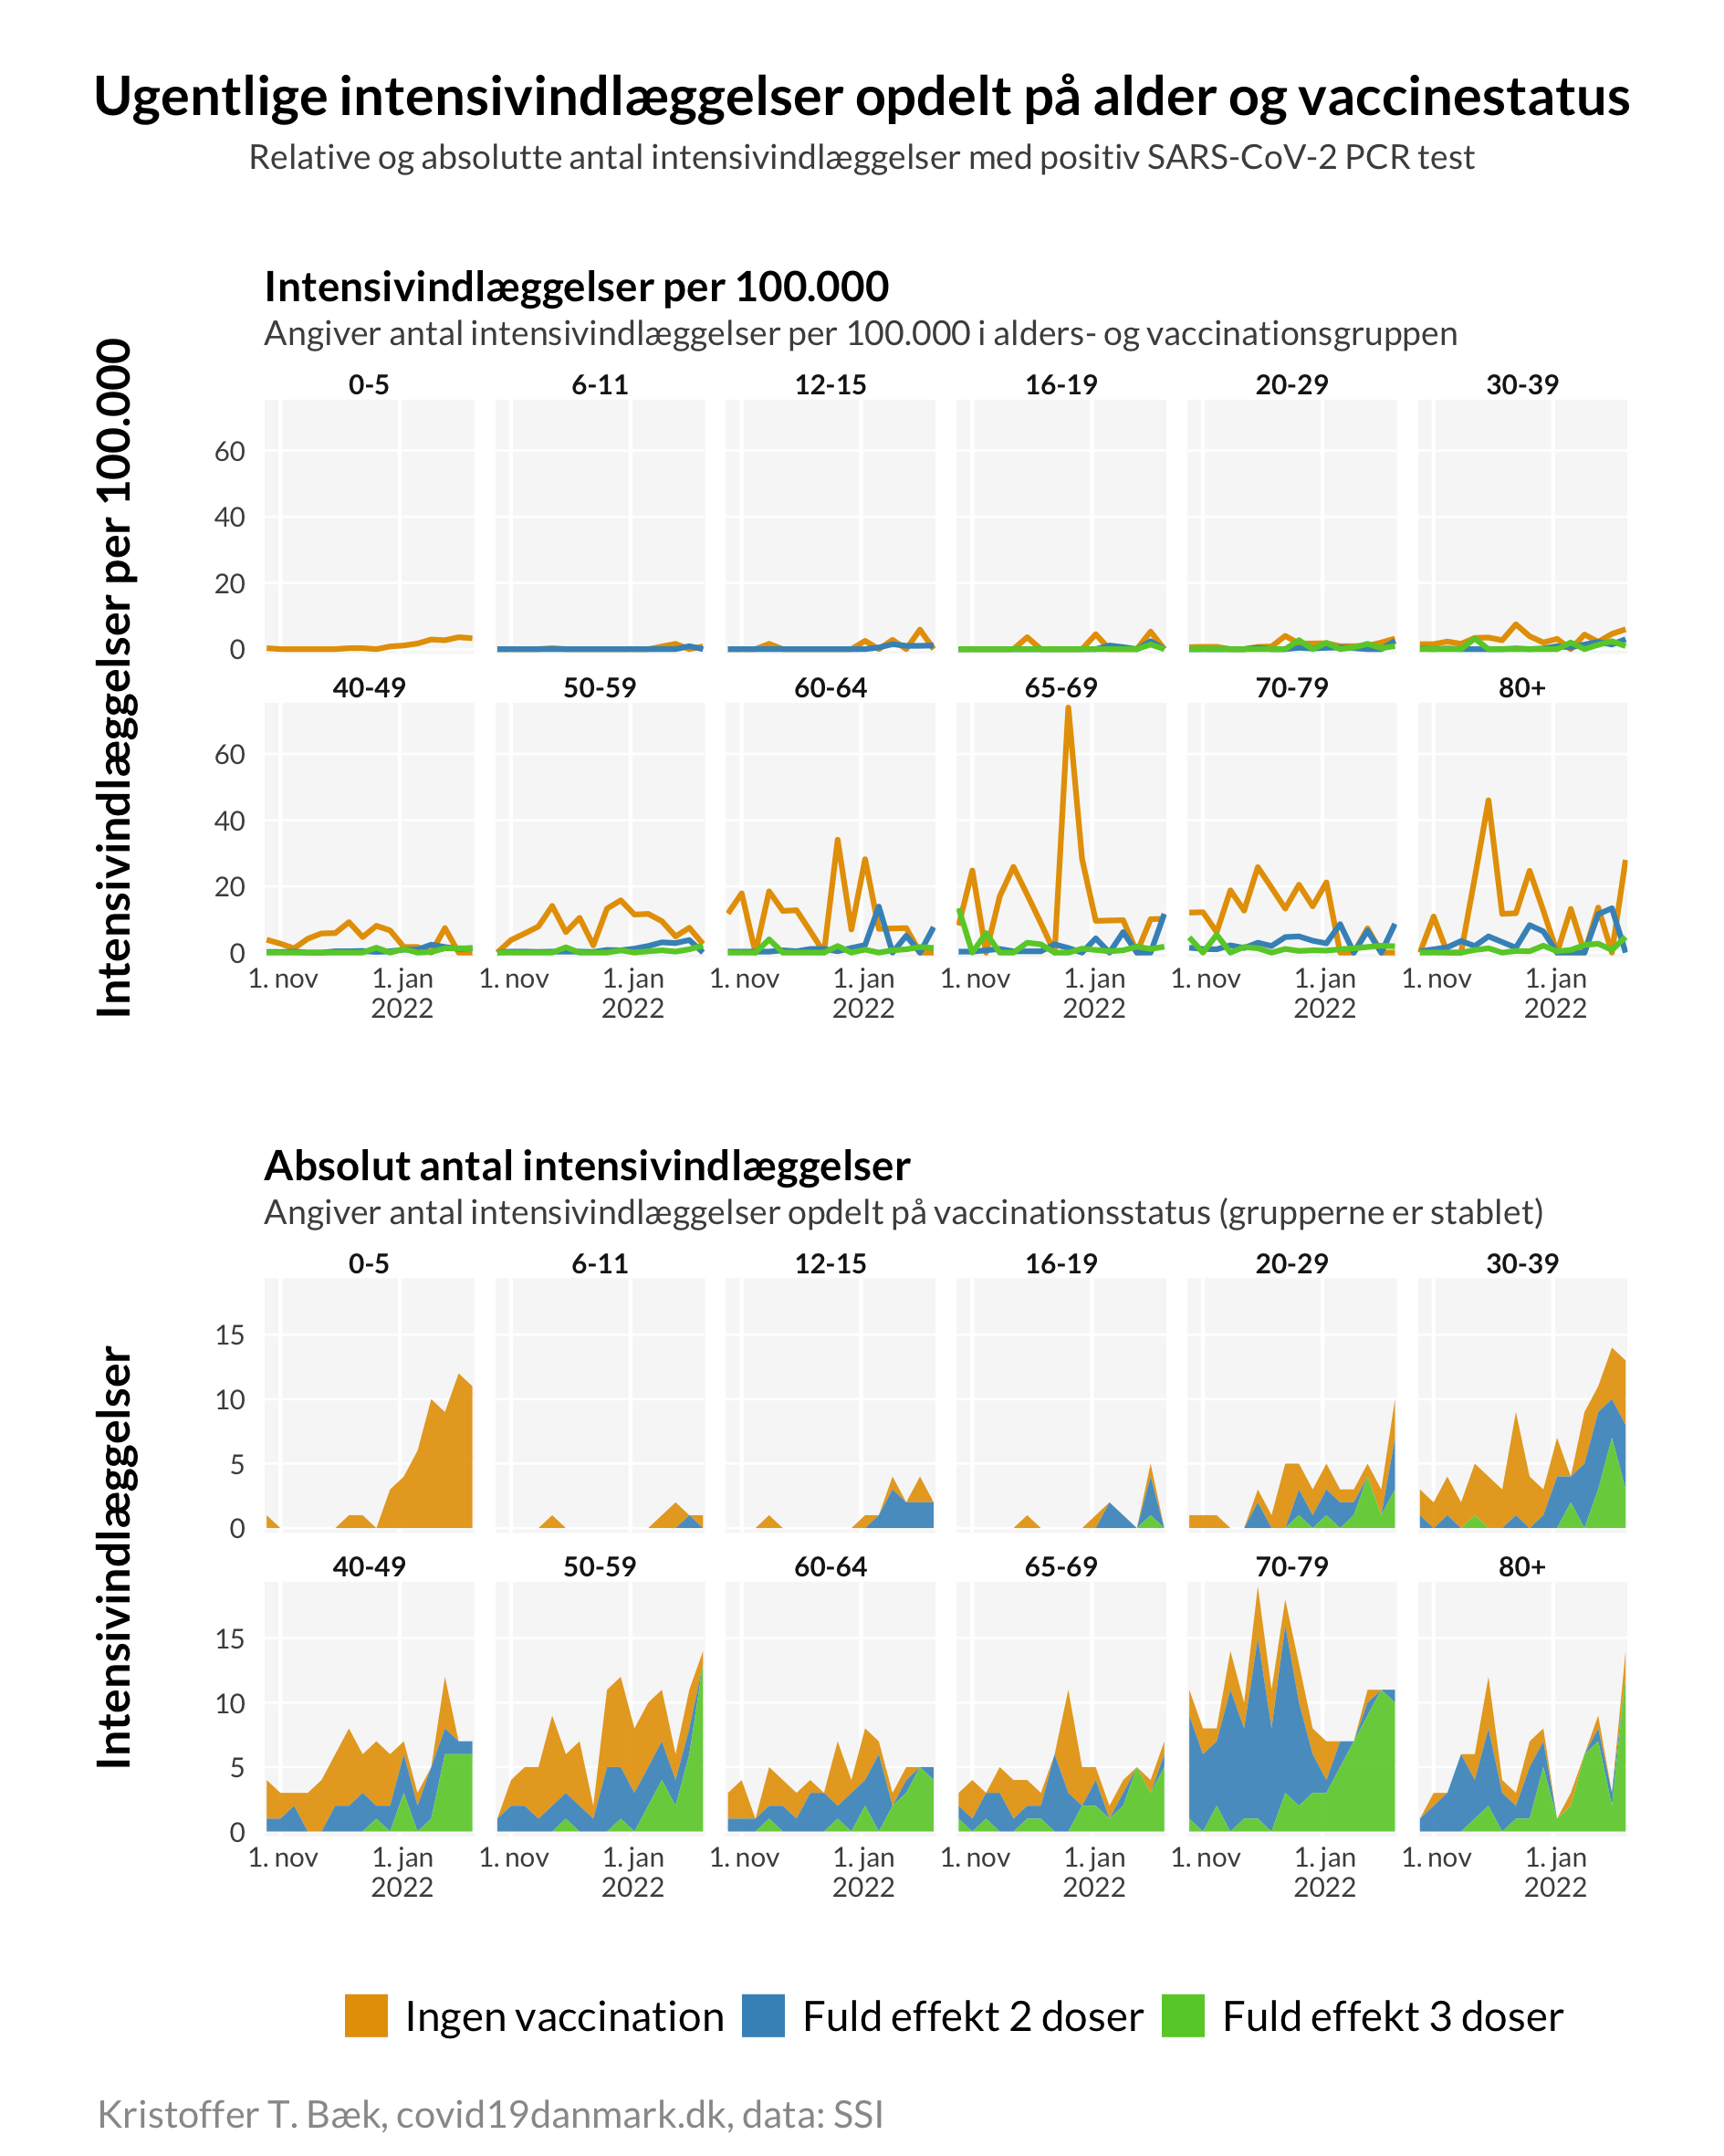 Ugentlige intensivindlæggelser opdelt på alder og vaccinestatus
Relative og absolutte antal intensivindlæggelser med positiv SARS-CoV-2 PCR test
Intensivindlæggelser per 100.000
Angiver antal intensivindlæggelser per 100.000 i alders- og vaccinationsgruppen
Intensivindlæggelser per 100.000
0-5 6-11 12-15 16-19 20-29 30-39
60
40
20
0
40-49 50-59 60-64 65-69 70-79 80+
60
40
20
0
1. nov 1. jan 1. nov 1. jan 1. nov 1. jan 1. nov 1. jan 1. nov 1. jan 1. nov 1. jan
2022 2022 2022 2022 2022 2022
Absolut antal intensivindlæggelser
Angiver antal intensivindlæggelser opdelt på vaccinationsstatus (grupperne er stablet)
Intensivindlæggelser
0-5 6-11 12-15 16-19 20-29 30-39
15
10
5
0
40-49 50-59 60-64 65-69 70-79 80+
15
10
5
0
1. nov 1. jan 1. nov 1. jan 1. nov 1. jan 1. nov 1. jan 1. nov 1. jan 1. nov 1. jan
2022 2022 2022 2022 2022 2022
Ingen vaccination Fuld effekt 2 doser Fuld effekt 3 doser
Kristoffer T. Bæk, covid19danmark.dk, data: SSI